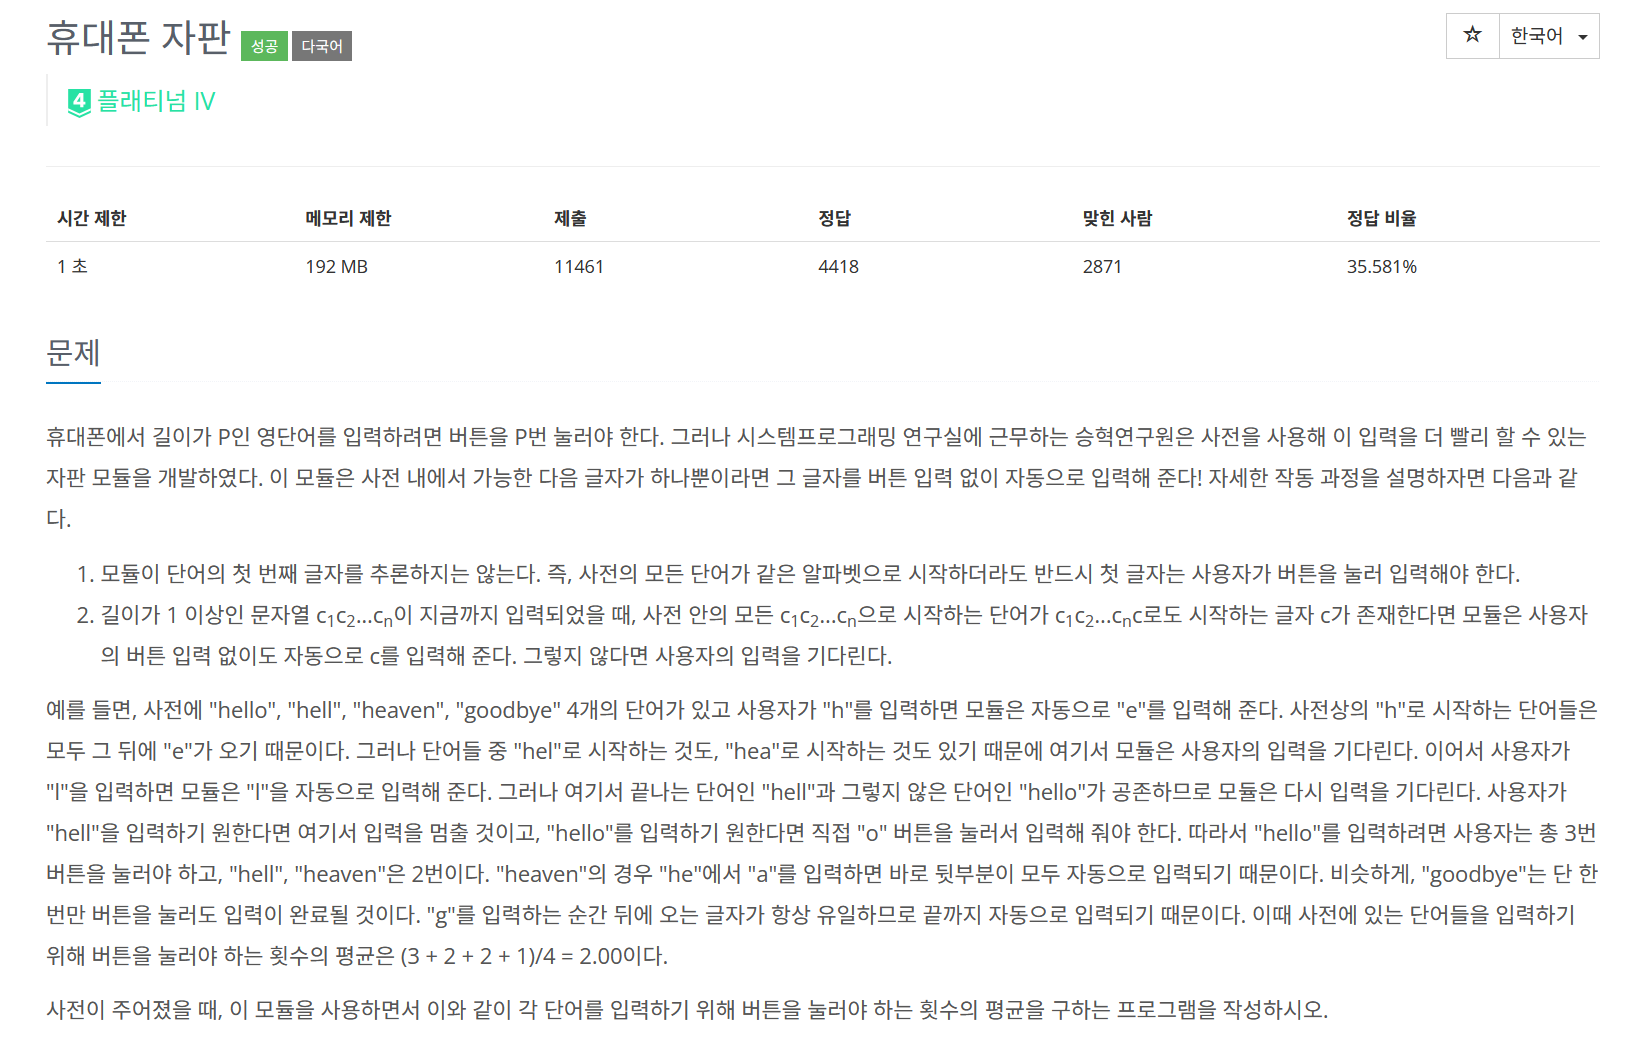 휴대폰 자판 성공 다국어
☆ 한국어
4 플래티넘 IV
시간 제한 메모리 제한 제출 정답 맞힌 사람 정답 비율
1 초 192 MB 11461 4418 2871 35.581%
문제
휴대폰에서 길이가 P인 영단어를 입력하려면 버튼을 P번 눌러야 한다. 그러나 시스템프로그래밍 연구실에 근무하는 승혁연구원은 사전을 사용해 이 입력을 더 빨리 할 수 있는
자판 모듈을 개발하였다. 이 모듈은 사전 내에서 가능한 다음 글자가 하나뿐이라면 그 글자를 버튼 입력 없이 자동으로 입력해 준다! 자세한 작동 과정을 설명하자면 다음과 같
다.
1. 모듈이 단어의 첫 번째 글자를 추론하지는 않는다. 즉, 사전의 모든 단어가 같은 알파벳으로 시작하더라도 반드시 첫 글자는 사용자가 버튼을 눌러 입력해야 한다.
2. 길이가 1 이상인 문자열 c1c2...cn이 지금까지 입력되었을 때, 사전 안의 모든 c1c2...cn으로 시작하는 단어가 c1c2...cnc로도 시작하는 글자 c가 존재한다면 모듈은 사용자
의 버튼 입력 없이도 자동으로 c를 입력해 준다. 그렇지 않다면 사용자의 입력을 기다린다.
예를 들면, 사전에 "hello", "hell", "heaven", "goodbye" 4개의 단어가 있고 사용자가 "h"를 입력하면 모듈은 자동으로 "e"를 입력해 준다. 사전상의 "h"로 시작하는 단어들은
모두 그 뒤에 "e"가 오기 때문이다. 그러나 단어들 중 "hel"로 시작하는 것도, "hea"로 시작하는 것도 있기 때문에 여기서 모듈은 사용자의 입력을 기다린다. 이어서 사용자가
"l"을 입력하면 모듈은 "l"을 자동으로 입력해 준다. 그러나 여기서 끝나는 단어인 "hell"과 그렇지 않은 단어인 "hello"가 공존하므로 모듈은 다시 입력을 기다린다. 사용자가
"hell"을 입력하기 원한다면 여기서 입력을 멈출 것이고, "hello"를 입력하기 원한다면 직접 "o" 버튼을 눌러서 입력해 줘야 한다. 따라서 "hello"를 입력하려면 사용자는 총 3번
버튼을 눌러야 하고, "hell", "heaven"은 2번이다. "heaven"의 경우 "he"에서 "a"를 입력하면 바로 뒷부분이 모두 자동으로 입력되기 때문이다. 비슷하게, "goodbye"는 단 한
번만 버튼을 눌러도 입력이 완료될 것이다. "g"를 입력하는 순간 뒤에 오는 글자가 항상 유일하므로 끝까지 자동으로 입력되기 때문이다. 이때 사전에 있는 단어들을 입력하기
위해 버튼을 눌러야 하는 횟수의 평균은 (3 + 2 + 2 + 1)/4 = 2.00이다.
사전이 주어졌을 때, 이 모듈을 사용하면서 이와 같이 각 단어를 입력하기 위해 버튼을 눌러야 하는 횟수의 평균을 구하는 프로그램을 작성하시오.